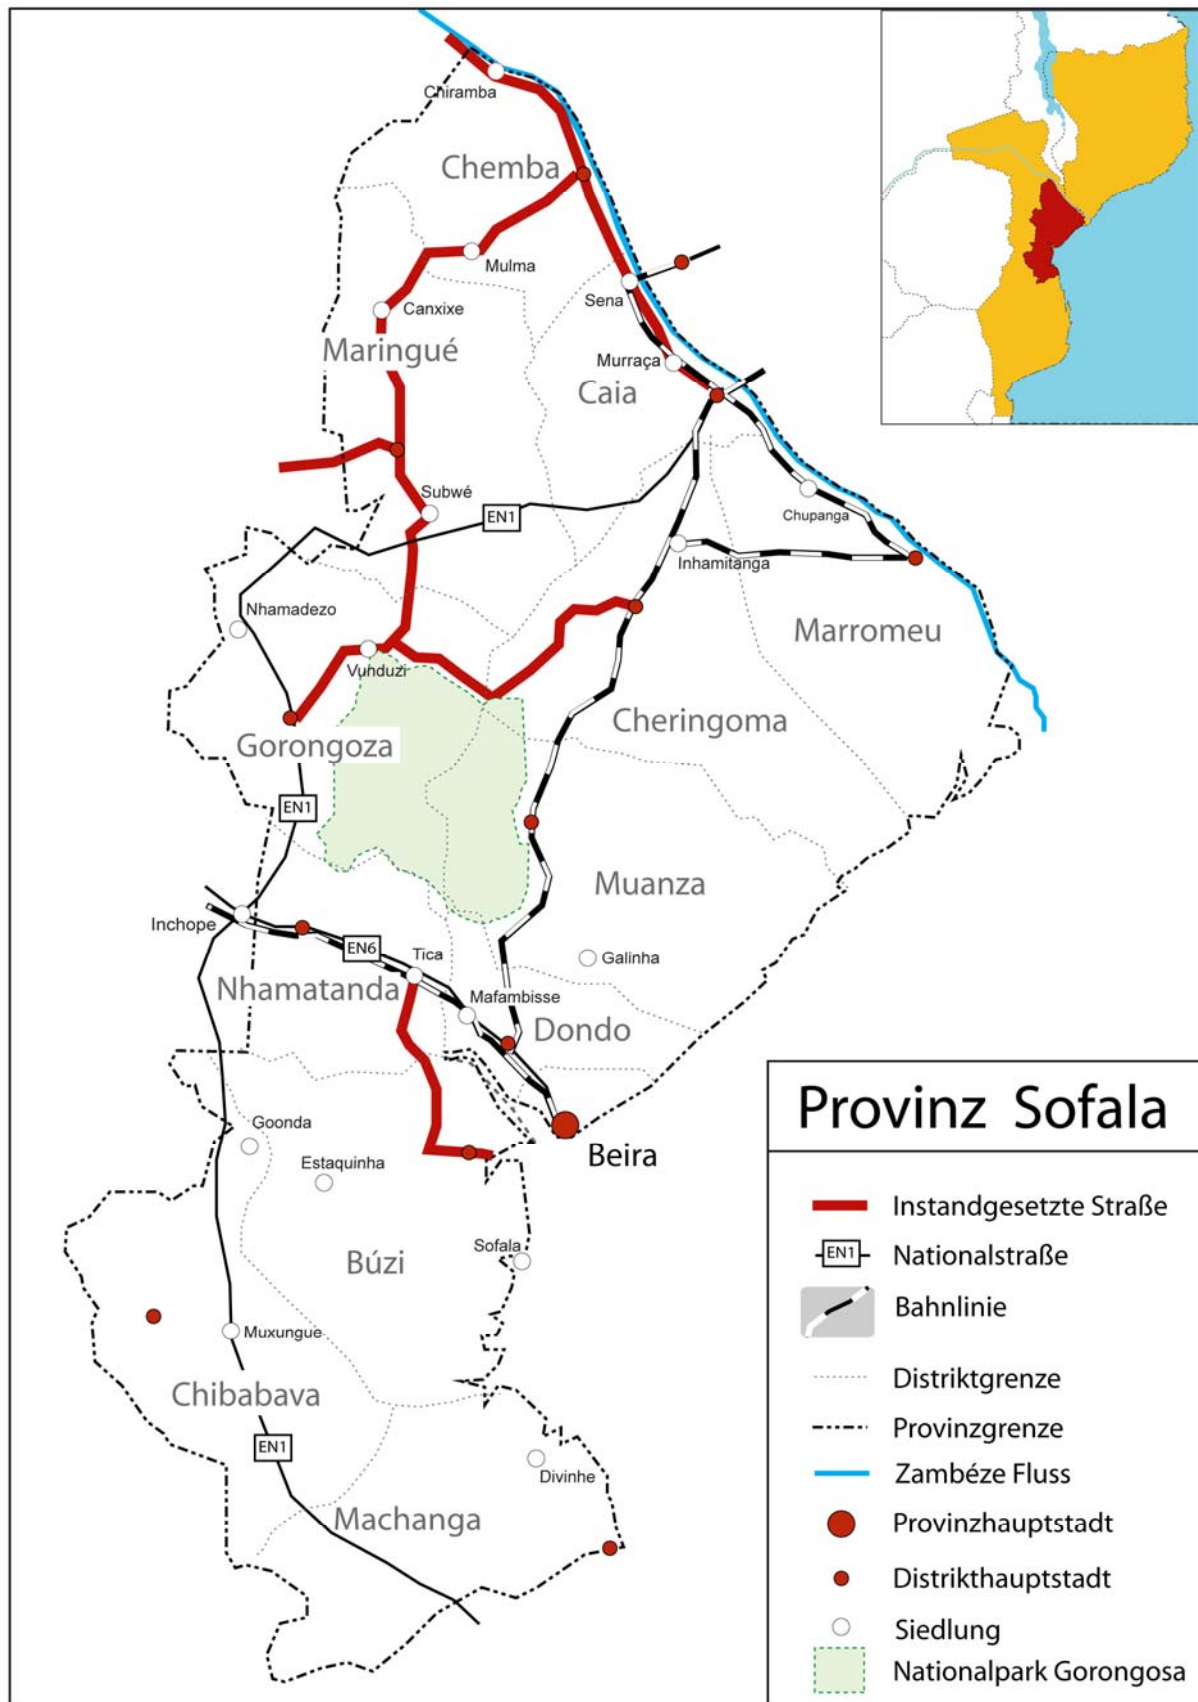 Chiramba
Chemba
Mulma
Sena
Canxixe
Maringué
Murraça
Caia
Subwé
EN1
Chupanga
Inhamitanga
Nhamadezo
Marromeu
Vuhduzi
Cheringoma
Gorongoza
EN1
Muanza
Inchope
EN6
Tica
Galinha
Nhamatanda
Mafambisse
Dondo
Goonda
Beira
Estaquinha
Sofala
Búzi
Muxungue
Chibabava
EN1
Divinhe
Machanga
Provinz Sofala
Instandgesetzte Straße
EN1
Nationalstraße
Bahnlinie
Distriktgrenze
Provinzgrenze
Zambéze Fluss
Provinzhauptstadt
Distrikthauptstadt
Siedlung
Nationalpark Gorongosa